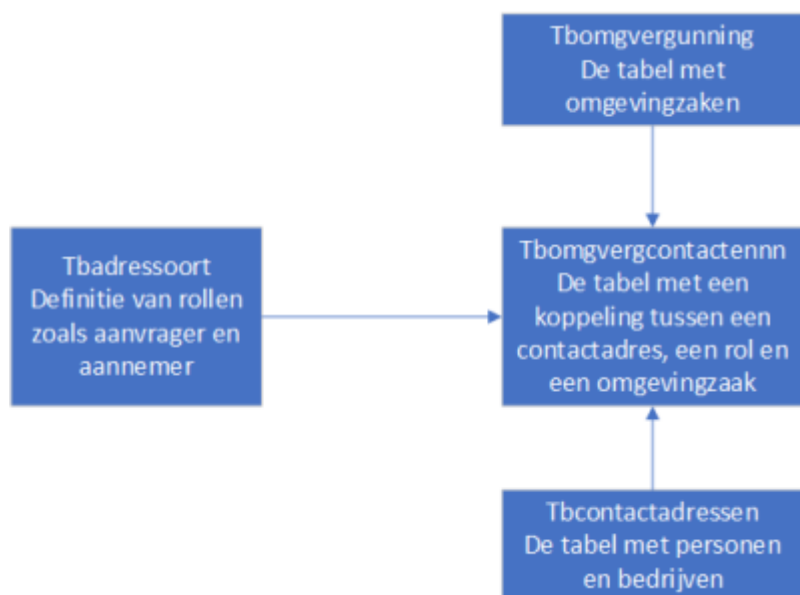 Tbomgvergunning
De tabel met
omgevingzaken
Tbadressoort
Definitie van rollen
zoals aanvrager en
aannemer
Tbomgvergcontactennn
De tabel met een
koppeling tussen een
contactadres, een rol en
een omgevingzaak
Tbcontactadressen
De tabel met personen
en bedrijven